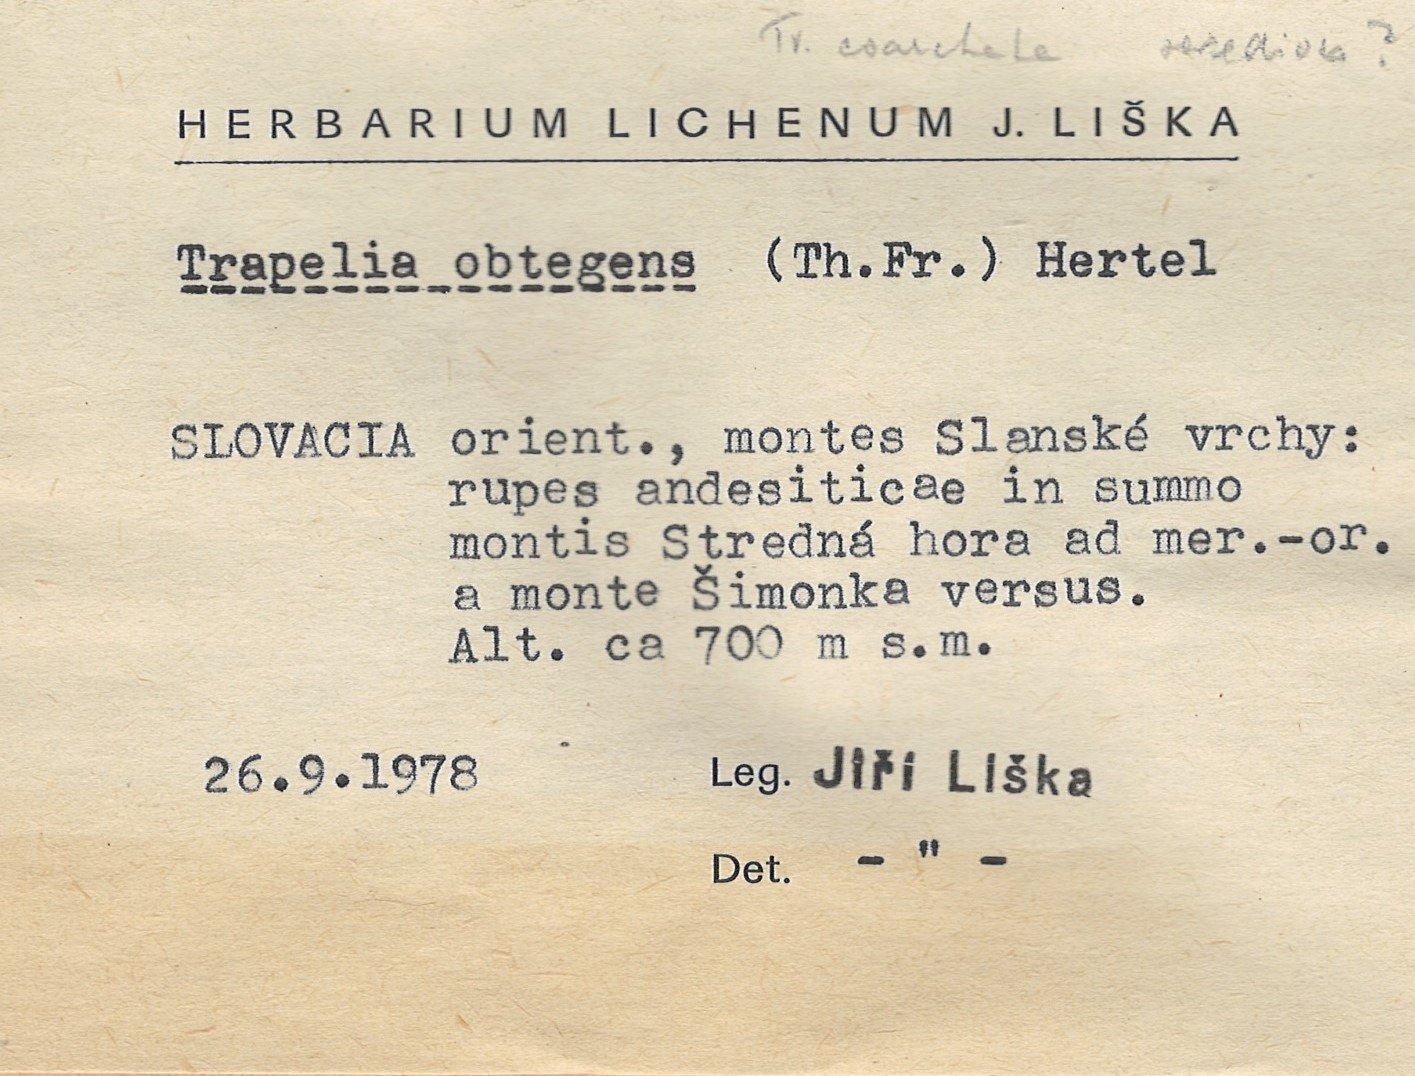 Tr. coarctata
HERBARIUM LICHENUM J. LIŠKA
Trapelia obtegens (Th.Fr.) Hertel
SLOVACIA orient., montes Slanské vrchy:
rupes andesiticae in summo
montis Stredná hora ad mer.-or.
a monte Šimonka versus.
Alt. ca 700 m s.m.
26.9.1978
Leg. Jiří Liška
Det. - " -